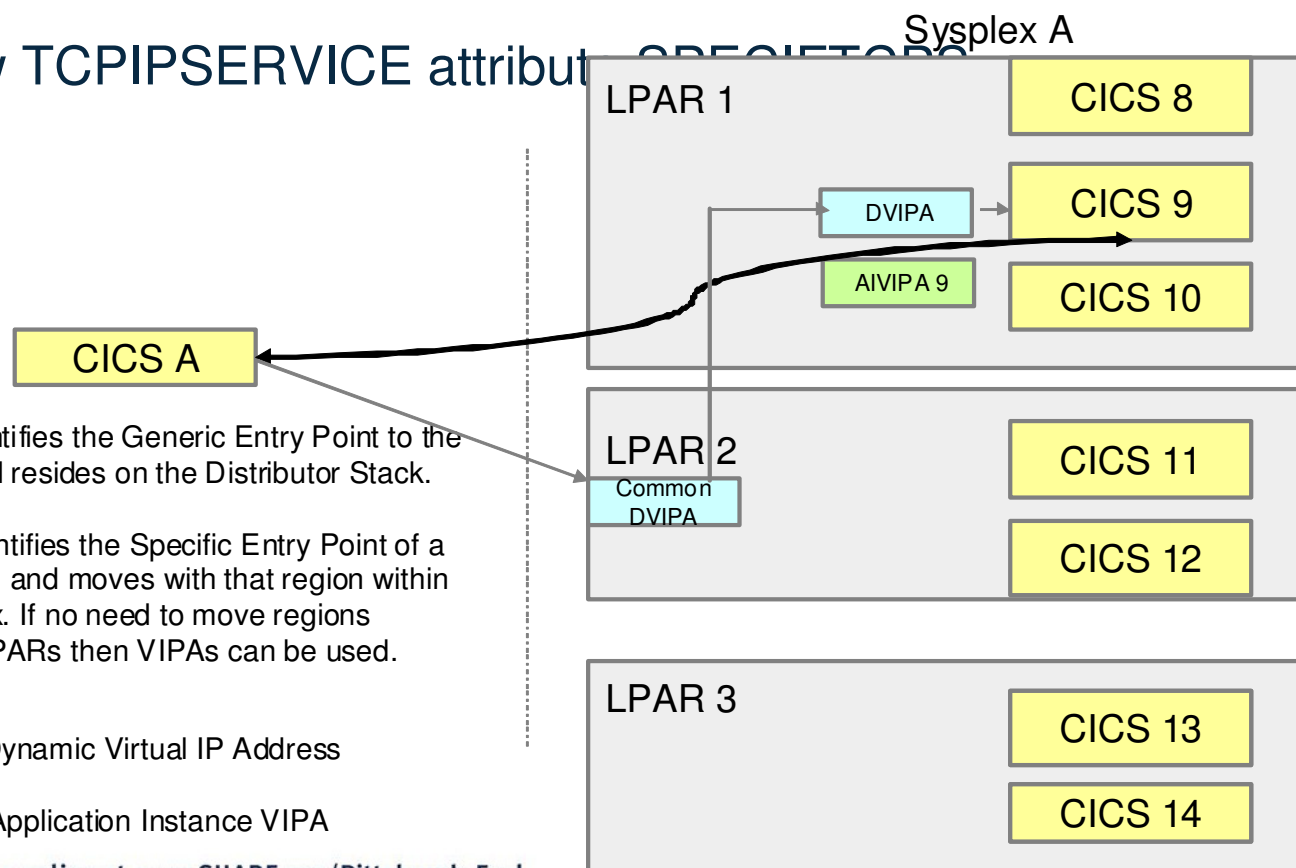 Sysplex A
TCPIPSERVICE attribut
LPAR 1
CICS 8
CICS 9
DVIPA
AIVIPA 9
CICS 10
CICS A
LPAR 2
Common
DVIPA
CICS 11
CICS 12
tifies the Generic Entry Point to the
resides on the Distributor Stack.
ntifies the Specific Entry Point of a
and moves with that region within
. If no need to move regions
PARs then VIPAs can be used.
LPAR 3
CICS 13
CICS 14
ynamic Virtual IP Address
Application Instance VIPA